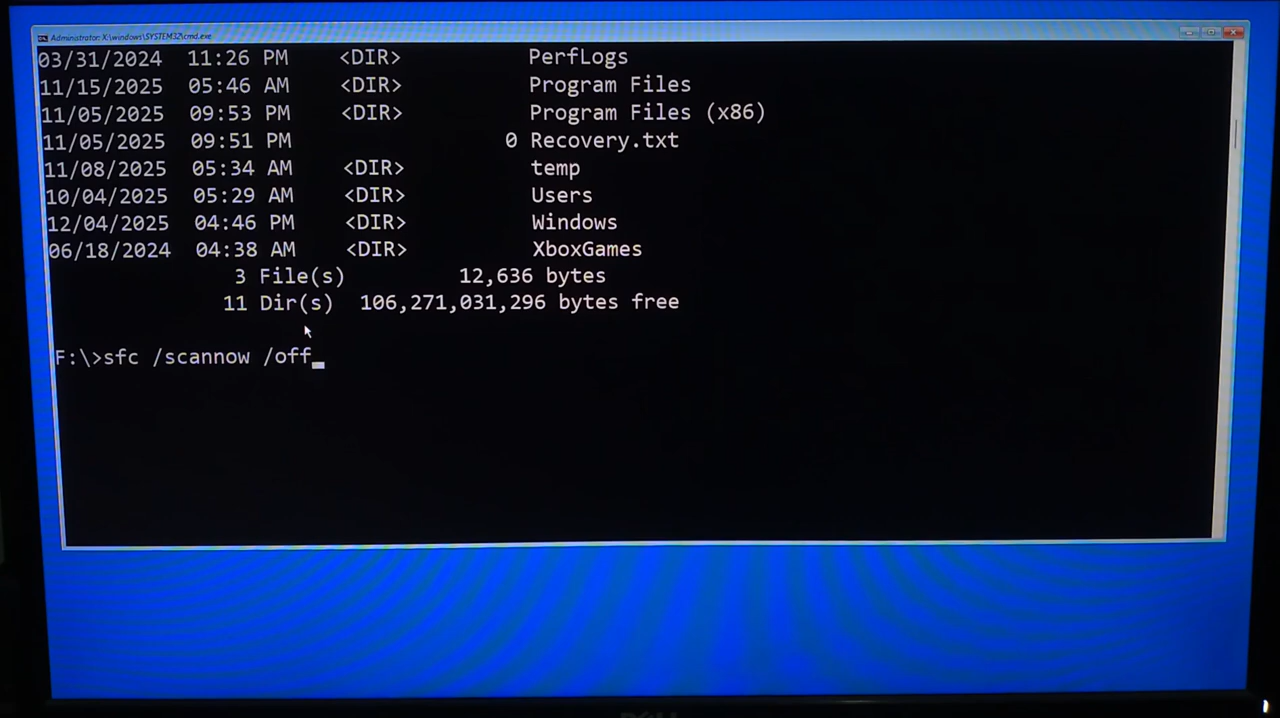 Administrator: X:\windows\SYSTEM32\cmd.exe
03/31/2024  11:26 PM    <DIR>          PerfLogs
11/15/2025  05:46 AM    <DIR>          Program Files
11/05/2025  09:53 PM    <DIR>          Program Files (x86)
11/05/2025  09:51 PM                 0 Recovery.txt
11/08/2025  05:34 AM    <DIR>          temp
10/04/2025  05:29 AM    <DIR>          Users
12/04/2025  04:46 PM    <DIR>          Windows
06/18/2024  04:38 AM    <DIR>          XboxGames
3 File(s)         12,636 bytes
11 Dir(s)  106,271,031,296 bytes free
F:\>sfc /scannow /off_